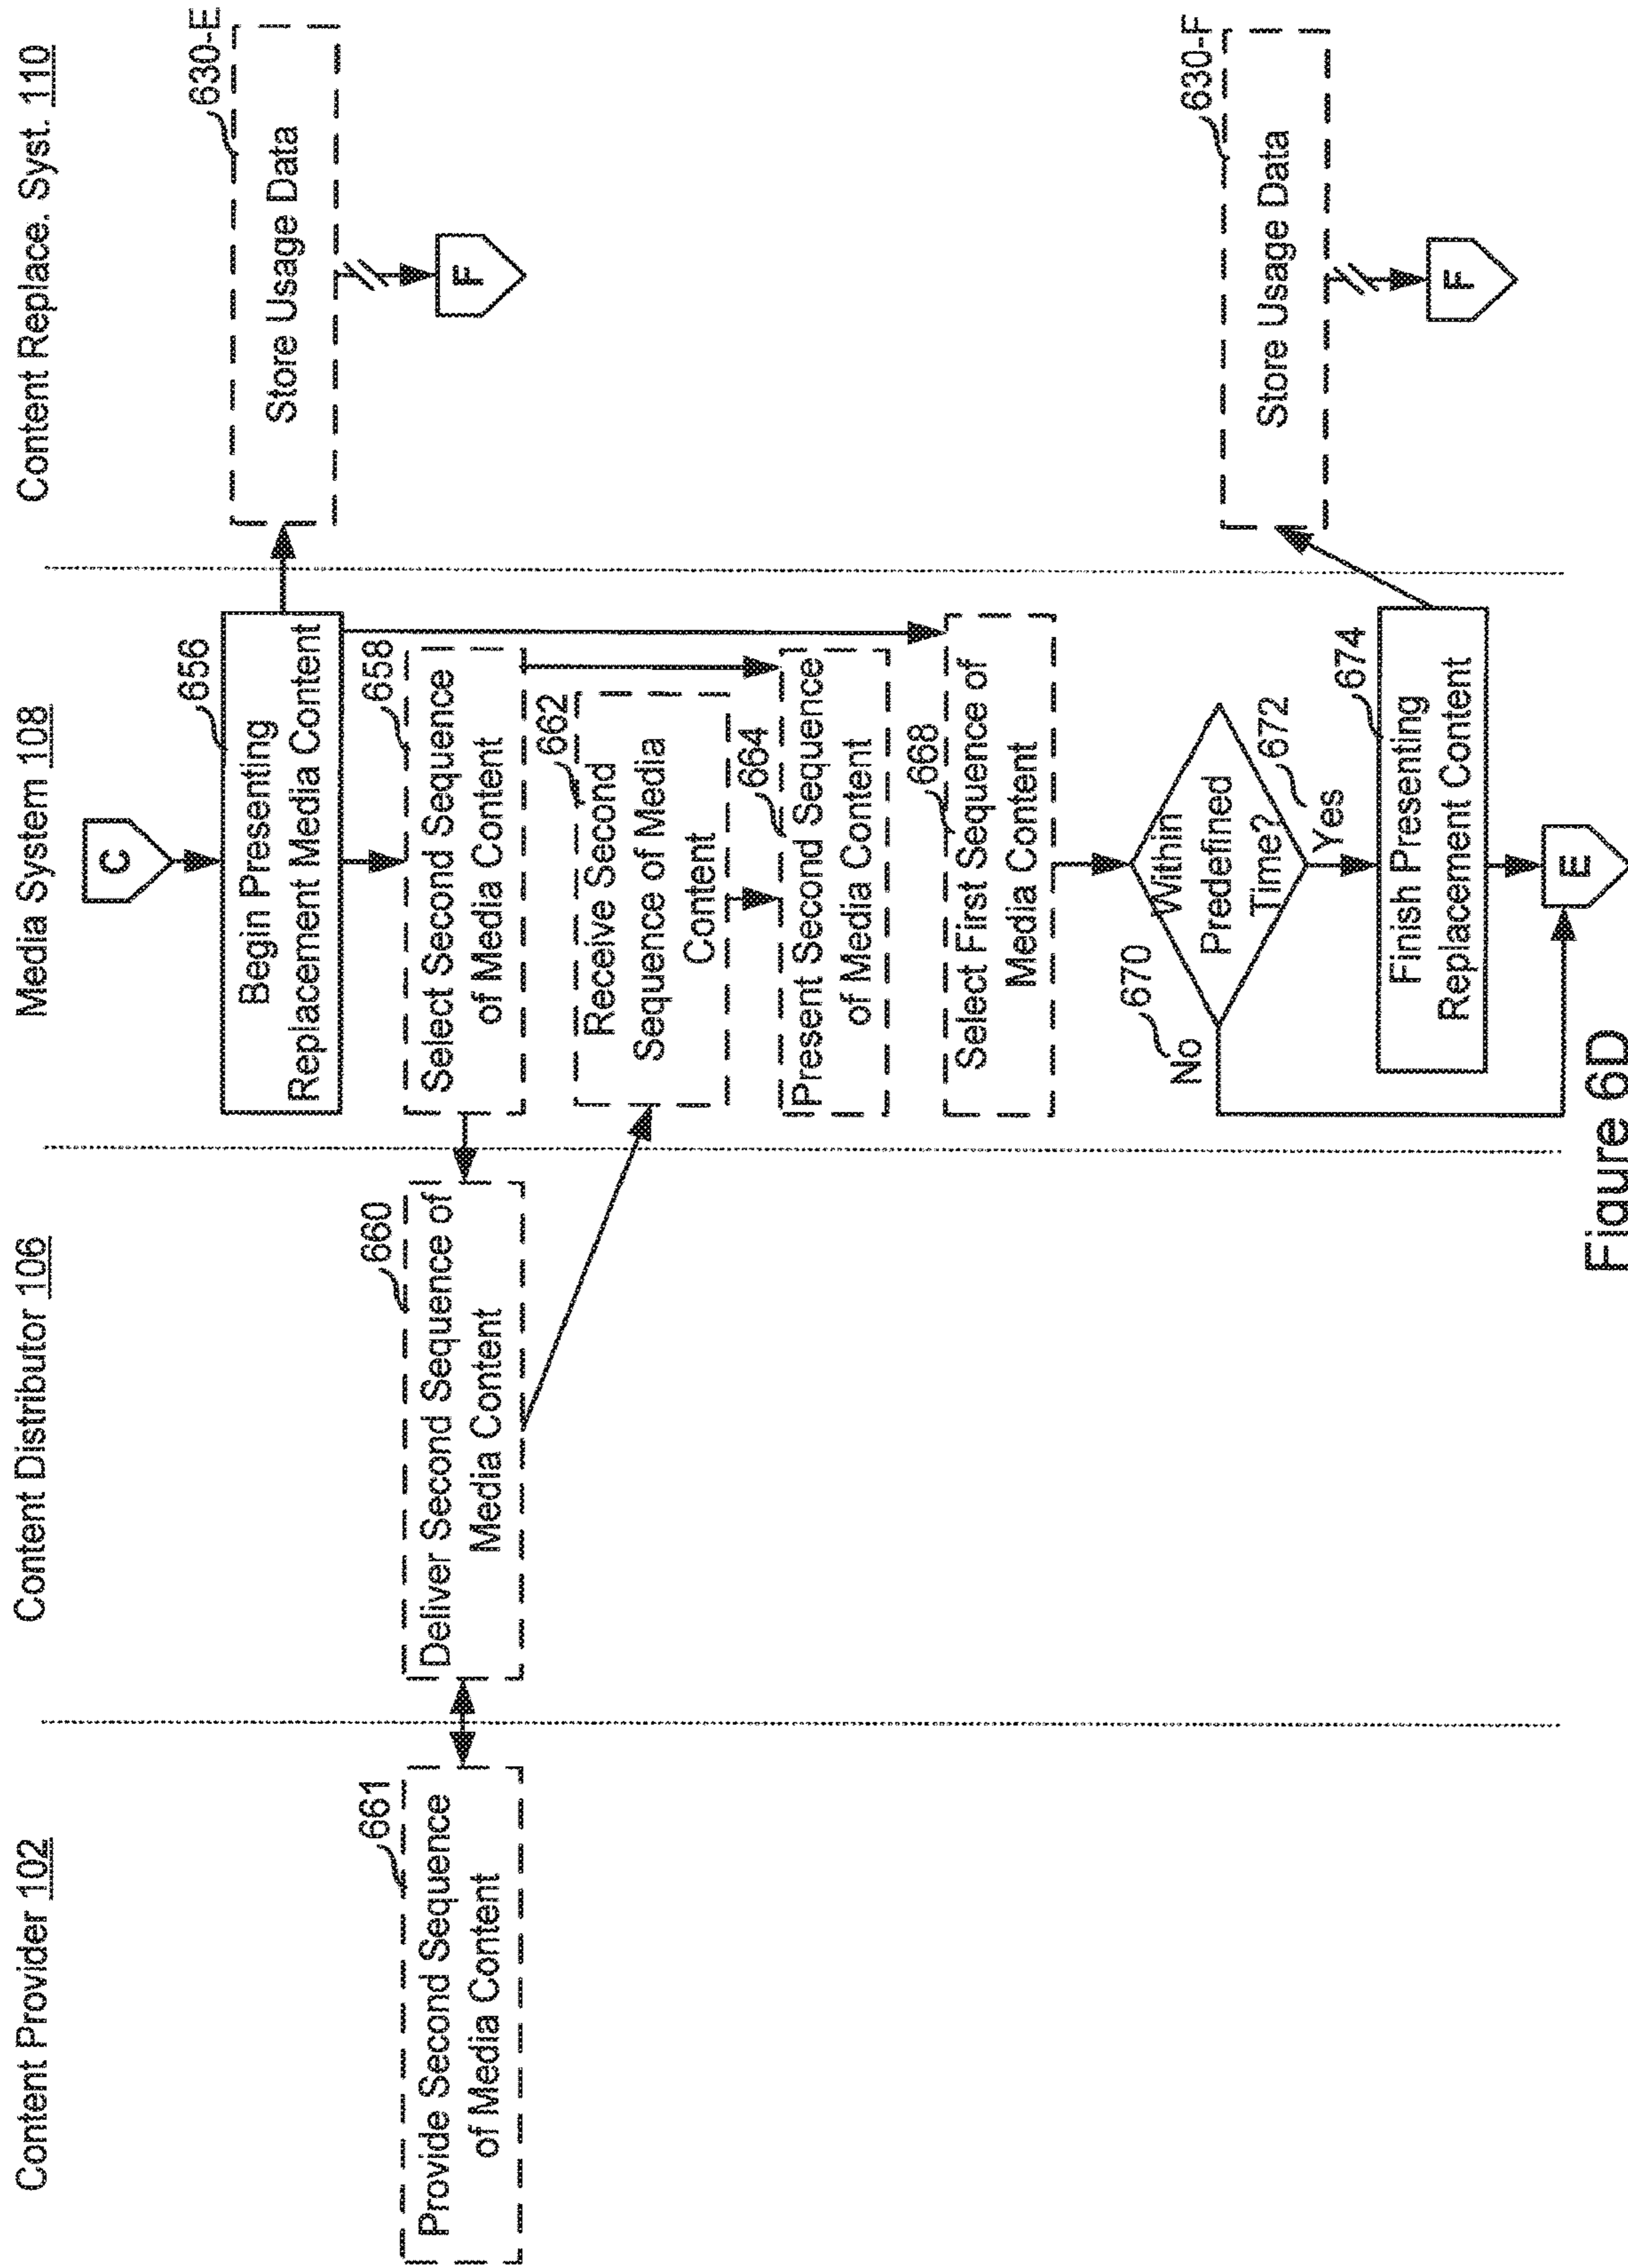 Content Provider 102
Content Distributor 106
Media System 108
Content Replace. Syst. 110
C
656
Begin Presenting
Replacement Media Content
630-E
Store Usage Data
F
661
Provide Second Sequence
of Media Content
660
Deliver Second Sequence of
Media Content
658
Select Second Sequence
of Media Content
662
Receive Second
Sequence of Media
Content
664
Present Second Sequence
of Media Content
668
Select First Sequence of
Media Content
670
No
Within
Predefined
Time?
672
Yes
674
Finish Presenting
Replacement Content
630-F
Store Usage Data
F
E
Figure 6D